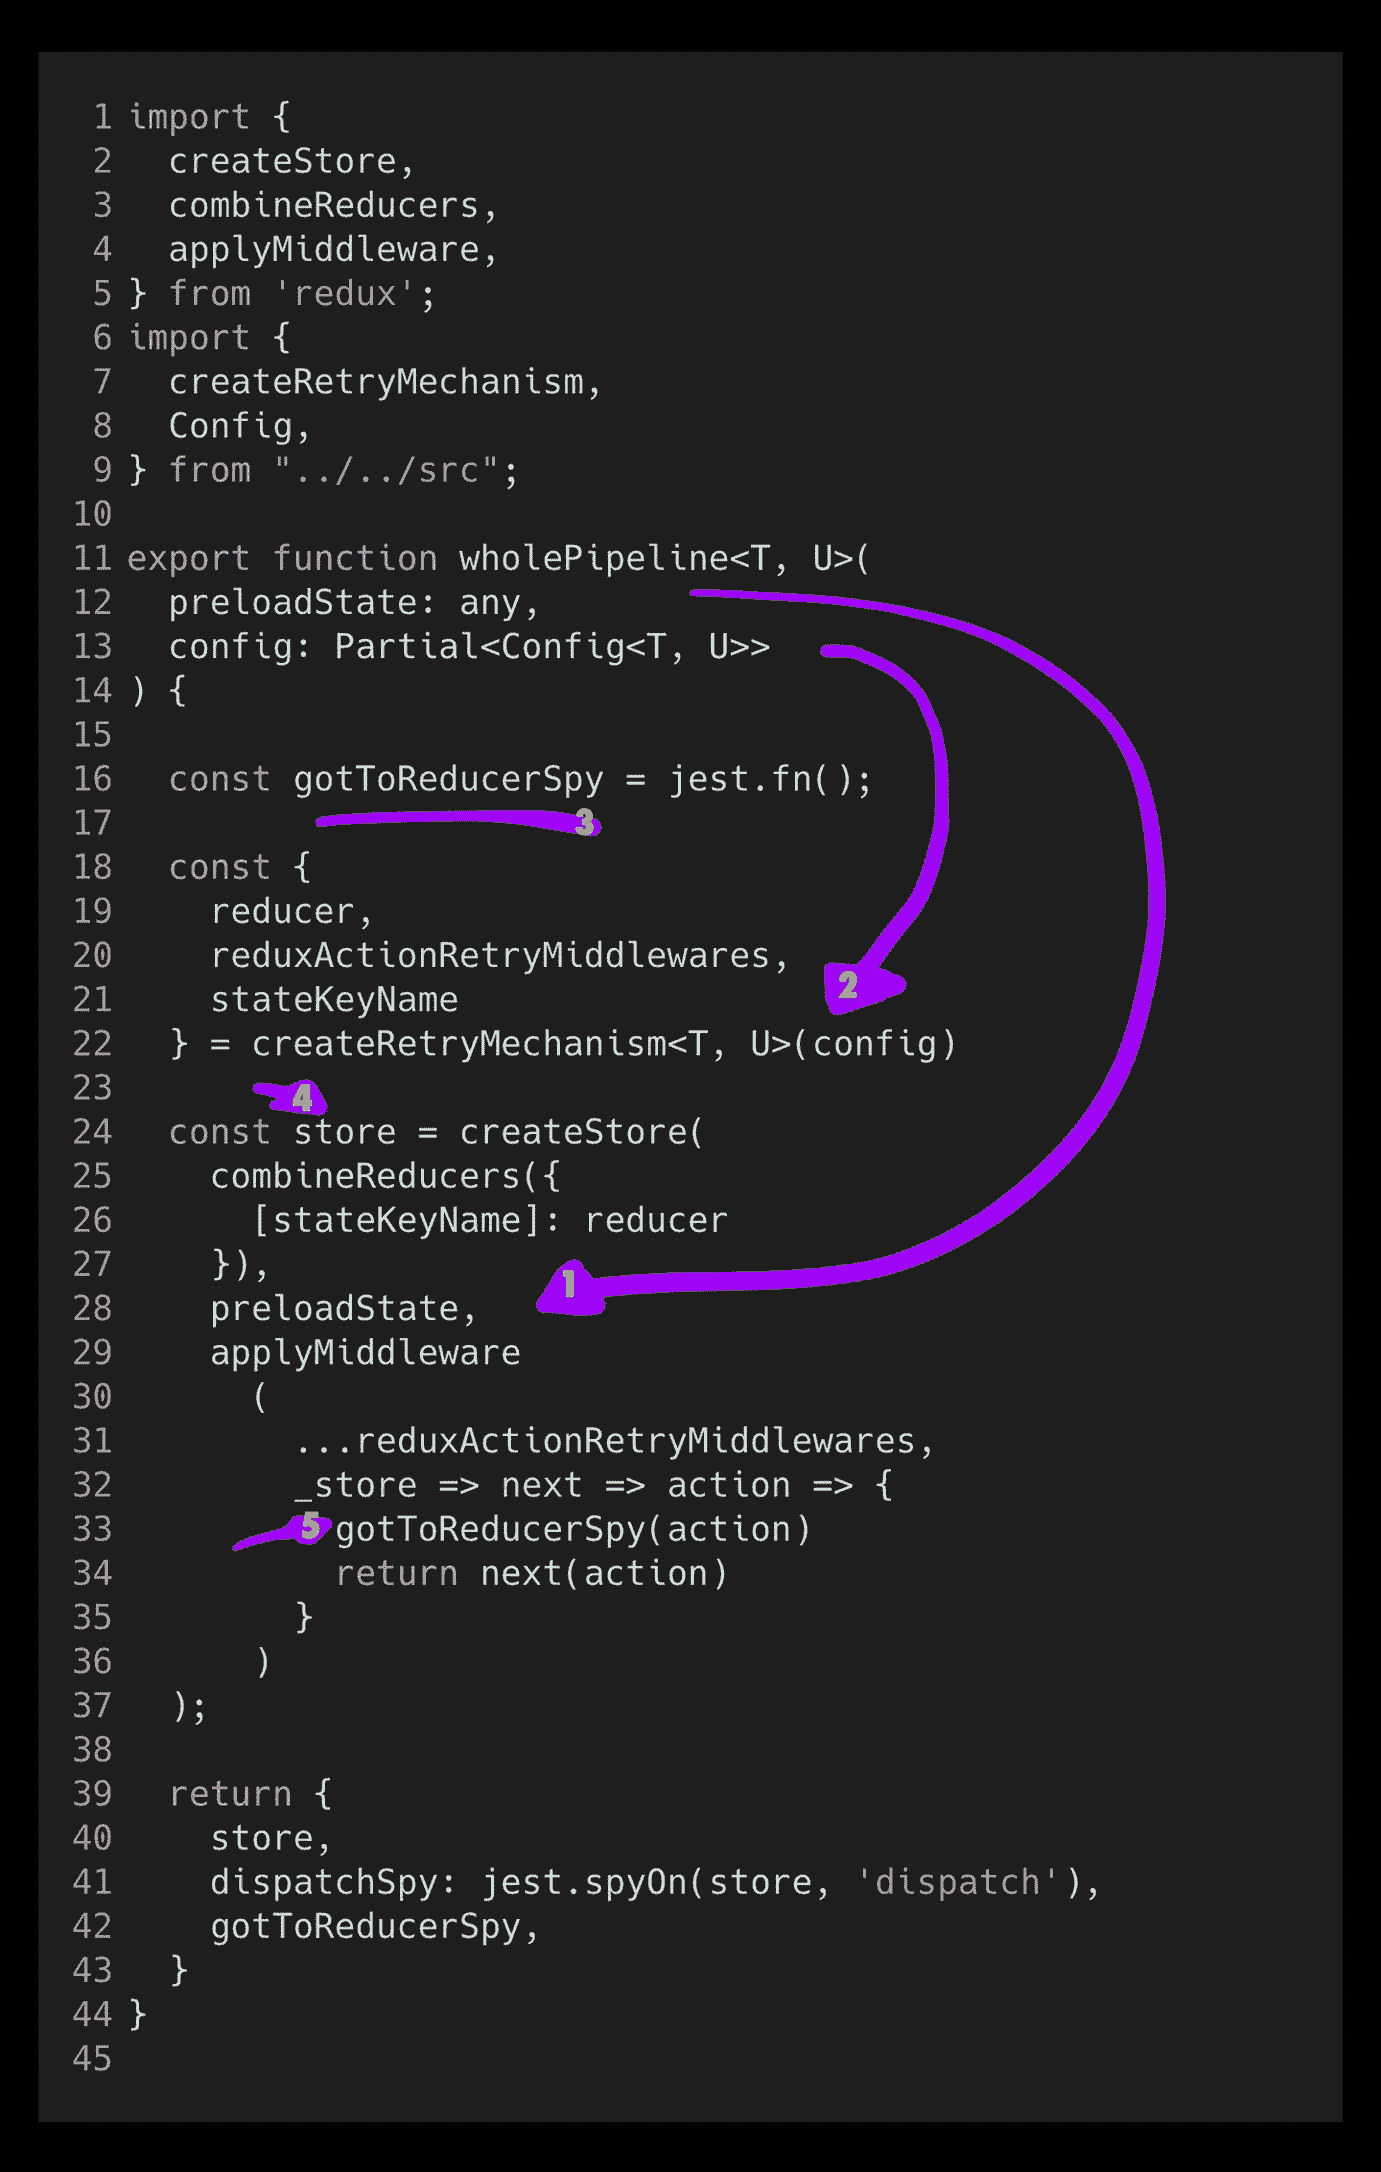 1 import {
2   createStore,
3   combineReducers,
4   applyMiddleware,
5 } from 'redux';
6 import {
7   createRetryMechanism,
8   Config,
9 } from "../../src";
10
11 export function wholePipeline<T, U>(
12   preloadState: any,
13   config: Partial<Config<T, U>>
14 ) {
15
16   const gotToReducerSpy = jest.fn();
17 3
18   const {
19     reducer,
20     reduxActionRetryMiddlewares,
2
21     stateKeyName
22   } = createRetryMechanism<T, U>(config)
23 4
24   const store = createStore(
25     combineReducers({
26       [stateKeyName]: reducer
27     }),
1
28     preloadState,
29     applyMiddleware
30       (
31         ...reduxActionRetryMiddlewares,
32         _store => next => action => {
33 5 gotToReducerSpy(action)
34           return next(action)
35         }
36       )
37   );
38
39   return {
40     store,
41     dispatchSpy: jest.spyOn(store, 'dispatch'),
42     gotToReducerSpy,
43   }
44 }
45